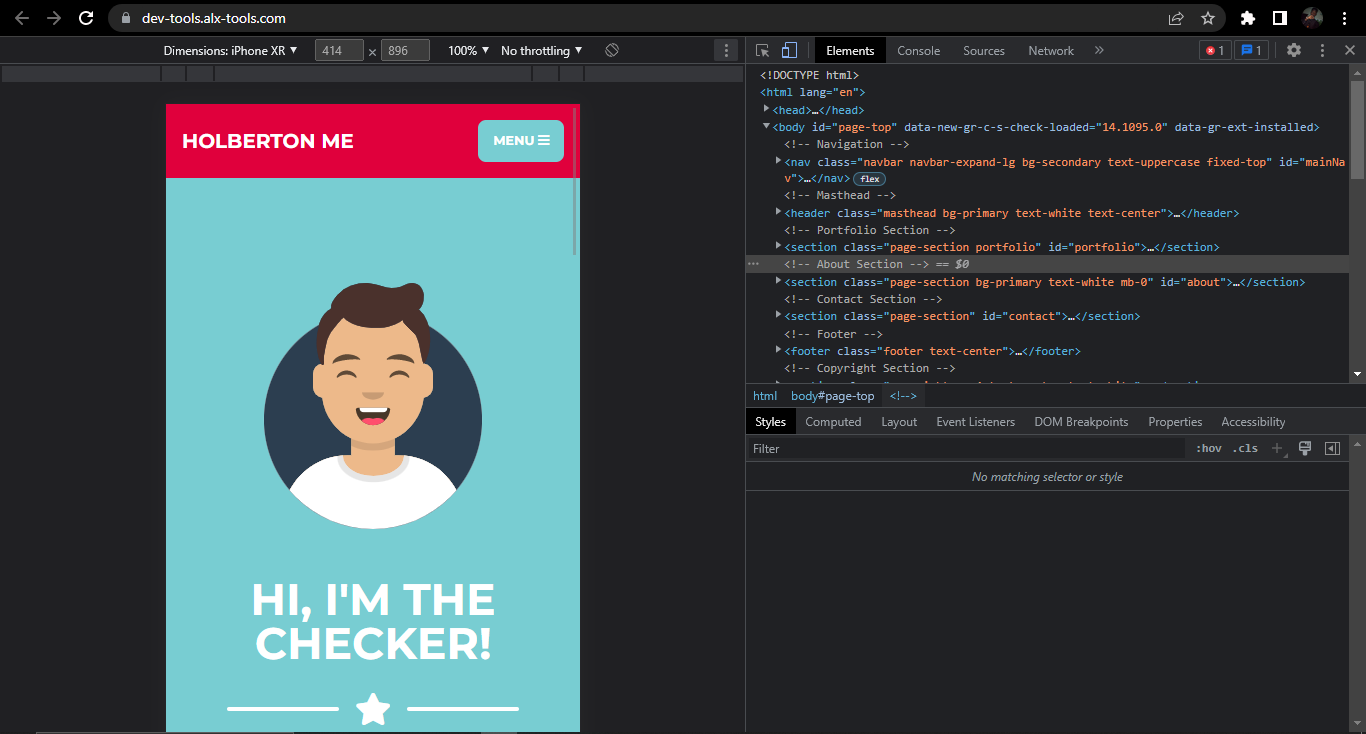 dev-tools.alx-tools.com
Dimensions: iPhone XR ▼ 414 × 896 100% ▼ No throttling ▼
HOLBERTON ME
MENU
HI, I'M THE
CHECKER!
Elements Console Sources Network » 1 1
<!DOCTYPE html>
<html lang="en">
<head>…</head>
<body id="page-top" data-new-gr-c-s-check-loaded="14.1095.0" data-gr-ext-installed>
<!-- Navigation -->
<nav class="navbar navbar-expand-lg bg-secondary text-uppercase fixed-top" id="mainNa
v">…</nav> flex
<!-- Masthead -->
<header class="masthead bg-primary text-white text-center">…</header>
<!-- Portfolio Section -->
<section class="page-section portfolio" id="portfolio">…</section>
<!-- About Section --> == $0
<section class="page-section bg-primary text-white mb-0" id="about">…</section>
<!-- Contact Section -->
<section class="page-section" id="contact">…</section>
<!-- Footer -->
<footer class="footer text-center">…</footer>
<!-- Copyright Section -->
html body#page-top <!-->
Styles Computed Layout Event Listeners DOM Breakpoints Properties Accessibility
Filter :hov .cls +
No matching selector or style